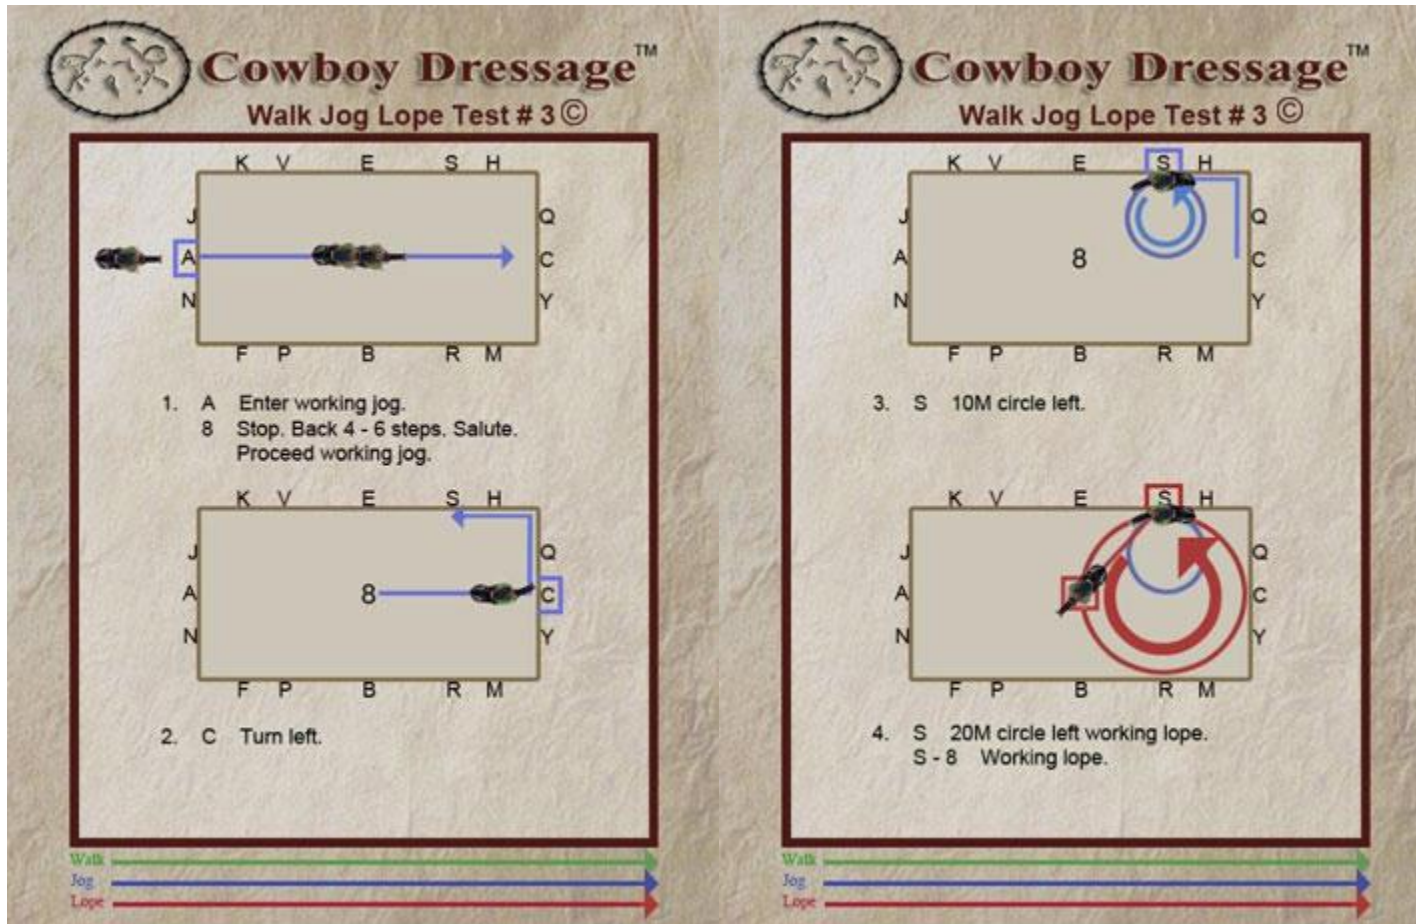 Cowboy Dressage™
Walk Jog Lope Test # 3 ©
K V E S H
J Q
A C
N Y
F P B R M
1. A Enter working jog.
8 Stop. Back 4 - 6 steps. Salute.
Proceed working jog.
K V E S H
J Q
A 8 C
N Y
F P B R M
2. C Turn left.
Walk
Jog
Lope
Cowboy Dressage™
Walk Jog Lope Test # 3 ©
K V E S H
J Q
A 8 C
N Y
F P B R M
3. S 10M circle left.
K V E S H
J Q
A C
N Y
F P B R M
4. S 20M circle left working lope.
S - 8 Working lope.
Walk
Jog
Lope